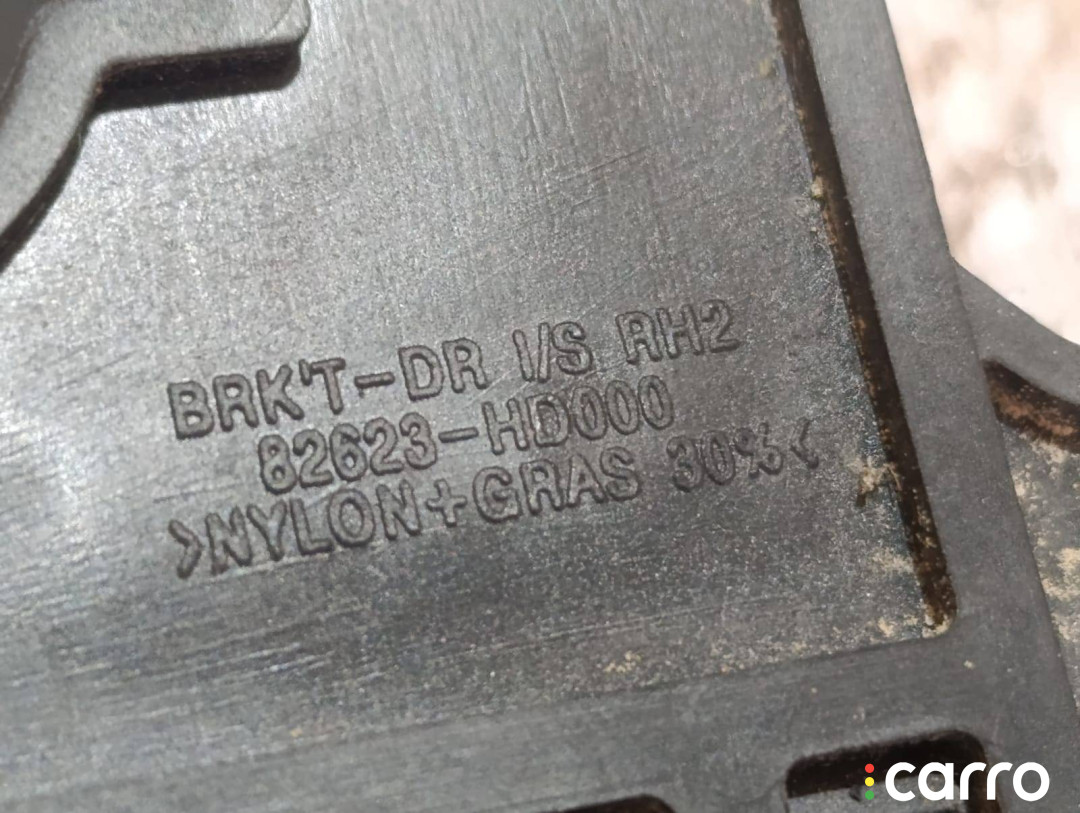 BRK'T-DR I/S RH2
82623-HD000
>NYLON+GRAS 30%<
carro